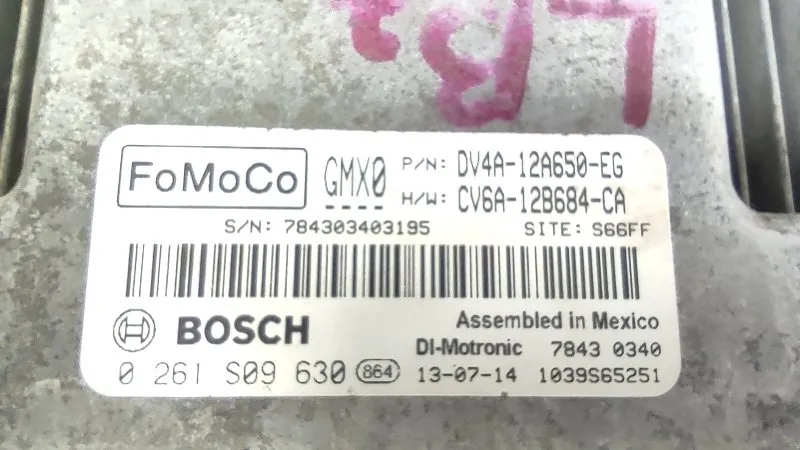 LB2
FoMoCo GMX0 P/N: DV4A-12A650-EG
H/W: CV6A-12B684-CA
S/N: 784303403195 SITE: S66FF
BOSCH Assembled in Mexico
DI-Motronic 7843 0340
0 261 S09 630 864 13-07-14 1039S65251